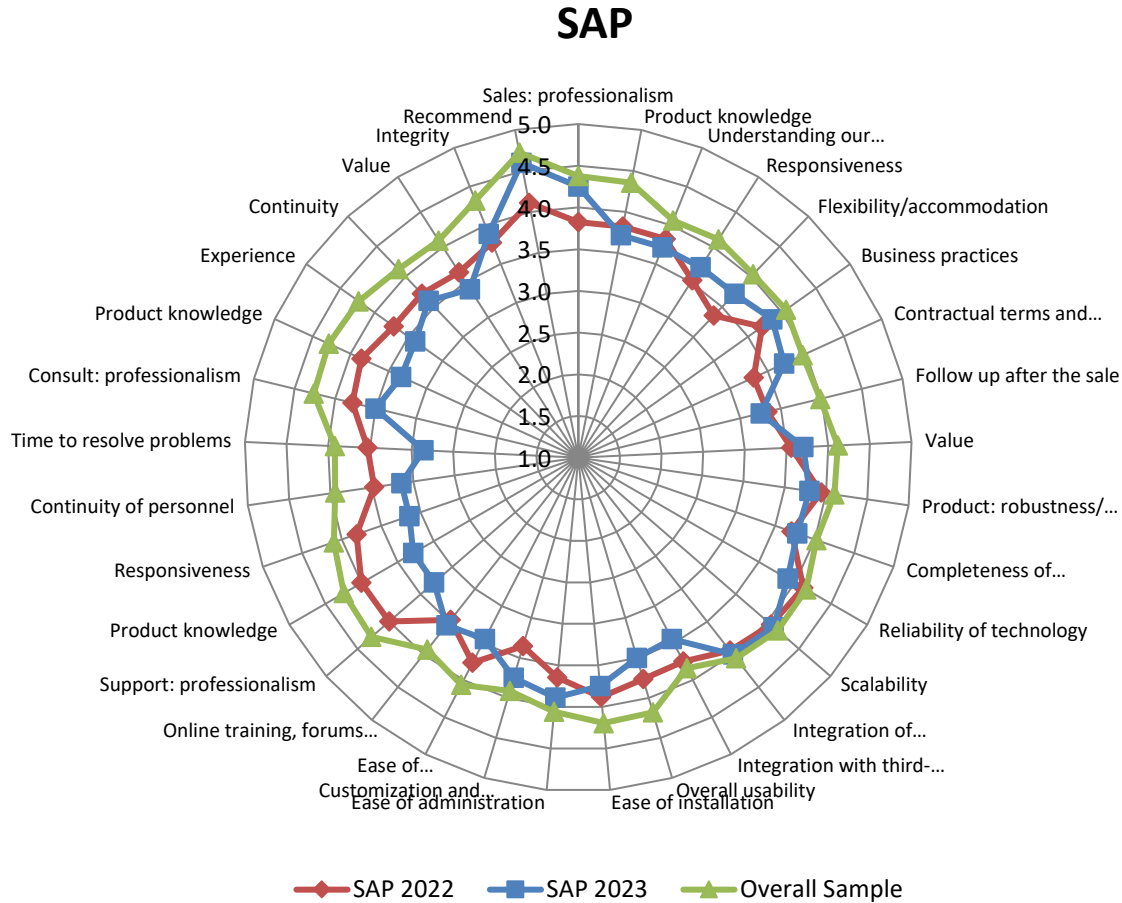 SAP
Sales: professionalism
Product knowledge
Understanding our...
Responsiveness
Flexibility/accommodation
Business practices
Contractual terms and...
Follow up after the sale
Value
Product: robustness/...
Completeness of...
Reliability of technology
Scalability
Integration of...
Integration with third-...
Overall usability
Ease of installation
Ease of administration
Customization and...
Ease of...
Online training, forums...
Support: professionalism
Product knowledge
Responsiveness
Continuity of personnel
Time to resolve problems
Consult: professionalism
Product knowledge
Experience
Continuity
Value
Integrity
Recommend
5.0
4.5
4.0
3.5
3.0
2.5
2.0
1.5
1.0
SAP 2022
SAP 2023
Overall Sample